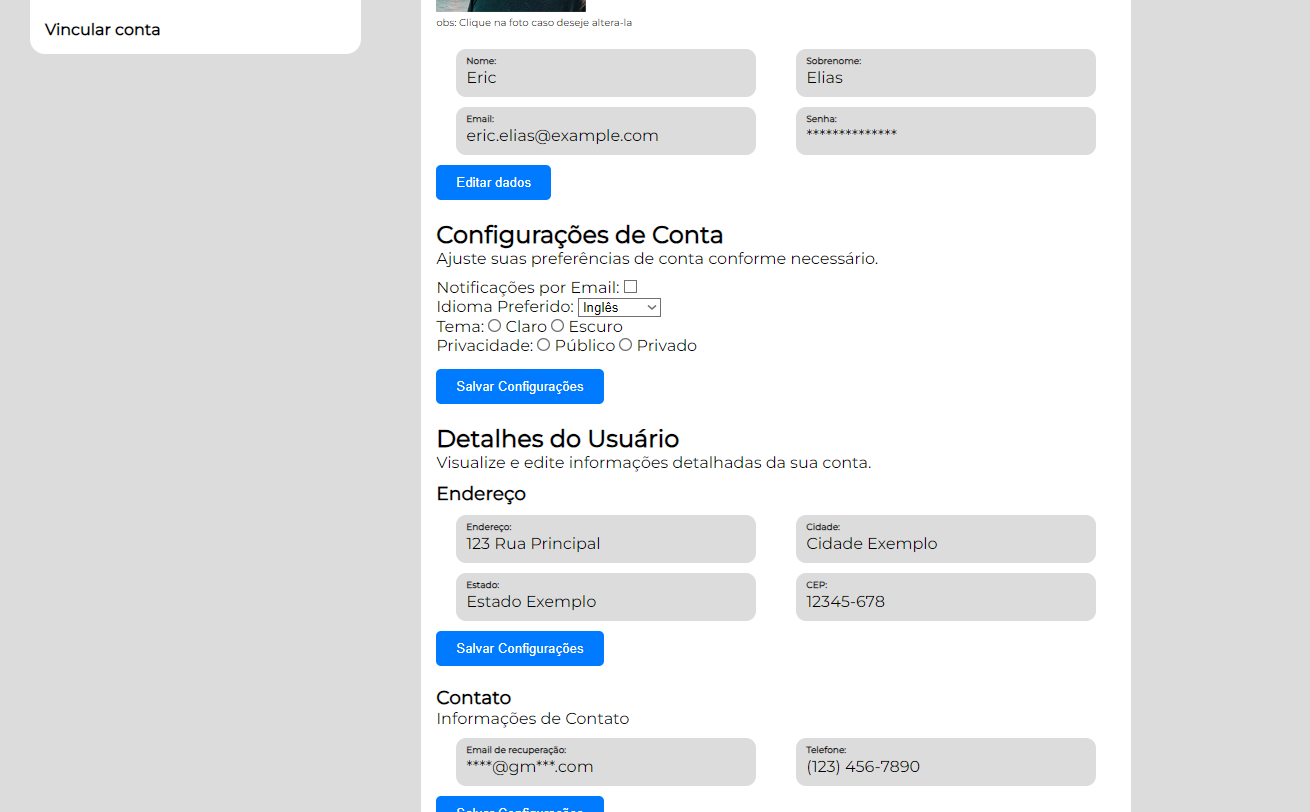 Vincular conta
obs: Clique na foto caso deseje altera-la
Nome:
Eric
Sobrenome:
Elias
Email:
eric.elias@example.com
Senha:
**************
Editar dados
Configurações de Conta
Ajuste suas preferências de conta conforme necessário.
Notificações por Email:
Idioma Preferido: Inglês
Tema: Claro Escuro
Privacidade: Público Privado
Salvar Configurações
Detalhes do Usuário
Visualize e edite informações detalhadas da sua conta.
Endereço
Endereço:
123 Rua Principal
Cidade:
Cidade Exemplo
Estado:
Estado Exemplo
CEP:
12345-678
Salvar Configurações
Contato
Informações de Contato
Email de recuperação:
****@gm***.com
Telefone:
(123) 456-7890
Salvar Configurações